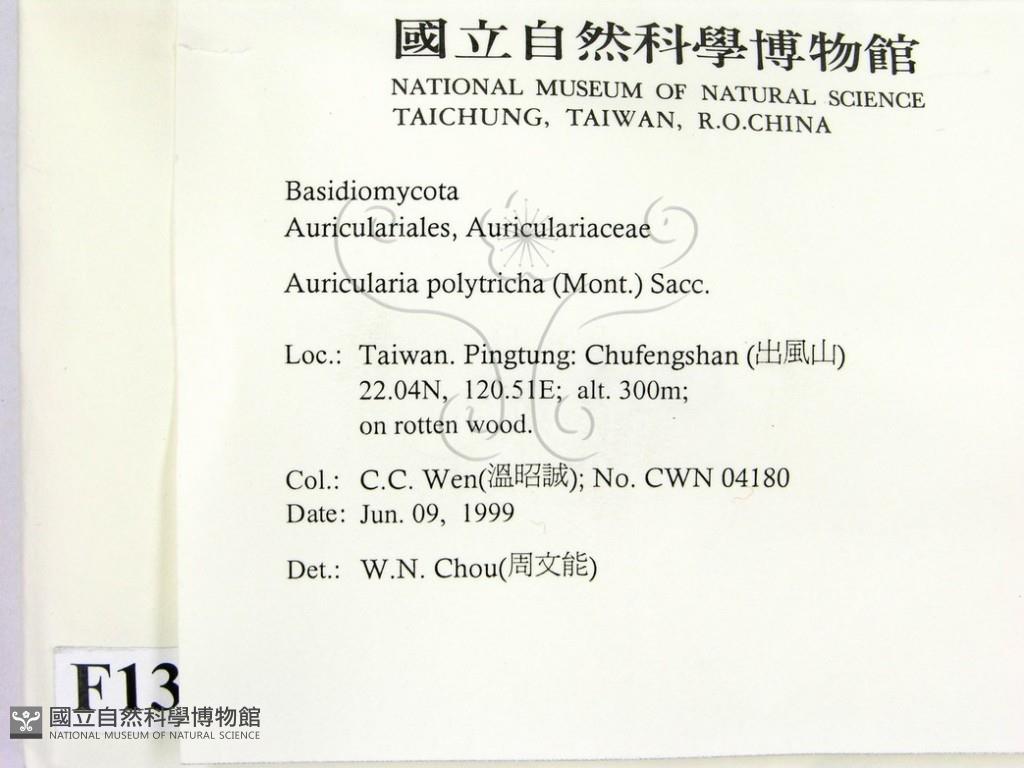 國立自然科學博物館
NATIONAL MUSEUM OF NATURAL SCIENCE
TAICHUNG, TAIWAN, R.O.CHINA
Basidiomycota
Auriculariales, Auriculariaceae
Auricularia polytricha (Mont.) Sacc.
Loc.: Taiwan. Pingtung: Chufengshan (出風山)
22.04N, 120.51E; alt. 300m;
on rotten wood.
Col.: C.C. Wen(溫昭誠); No. CWN 04180
Date: Jun. 09, 1999
Det.: W.N. Chou(周文能)
F13
國立自然科學博物館
NATIONAL MUSEUM OF NATURAL SCIENCE